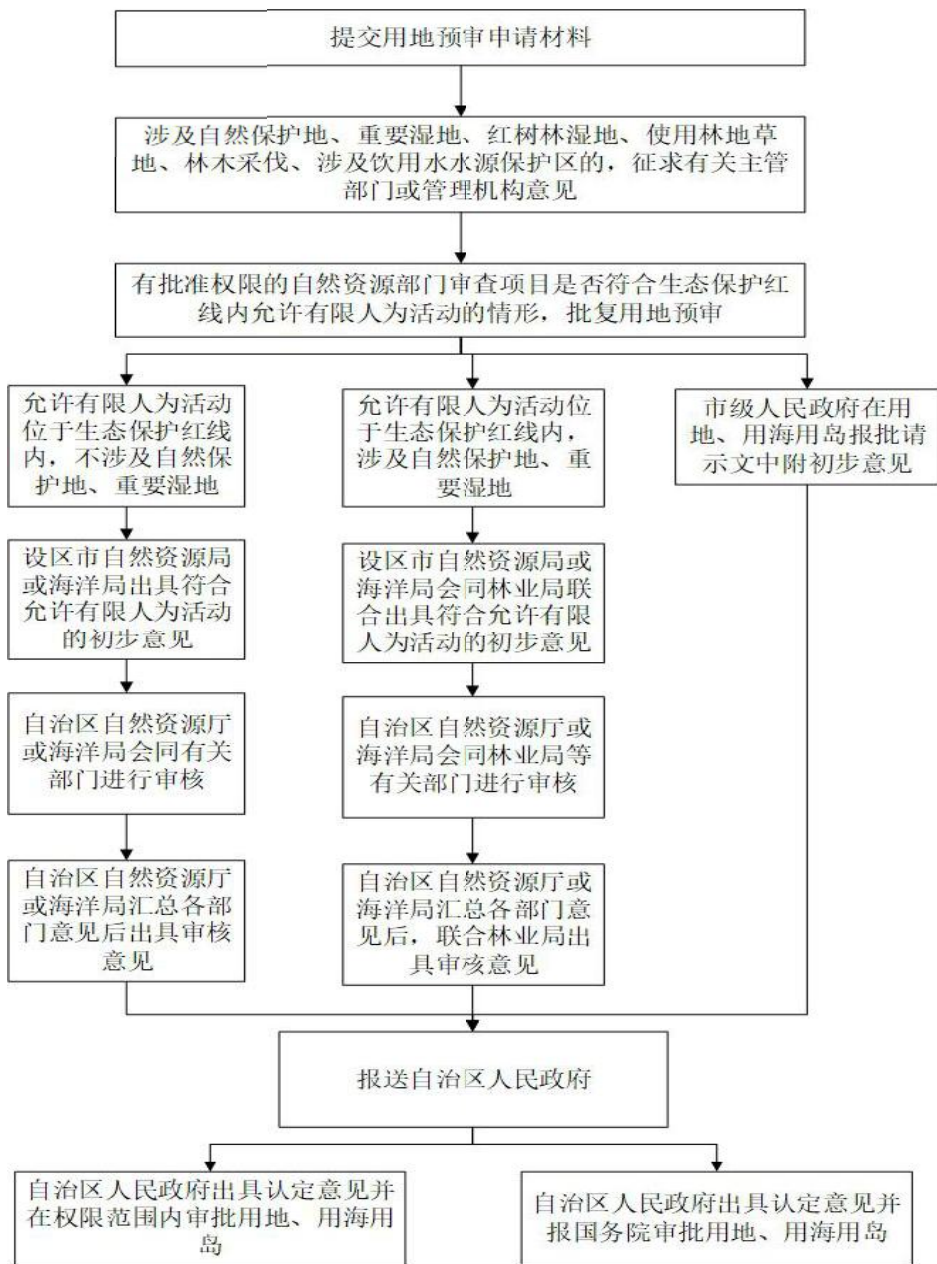 提交用地预审申请材料
涉及自然保护地、重要湿地、红树林湿地、使用林地草
地、林木采伐、涉及饮用水水源保护区的，征求有关主管
部门或管理机构意见
有批准权限的自然资源部门审查项目是否符合生态保护红
线内允许有限人为活动的情形，批复用地预审
允许有限人为活动
位于生态保护红线
内，不涉及自然保
护地、重要湿地
设区市自然资源局
或海洋局出具符合
允许有限人为活动
的初步意见
自治区自然资源厅
或海洋局会同有关
部门进行审核
自治区自然资源厅
或海洋局汇总各部
门意见后出具审核
意见
允许有限人为活动位
于生态保护红线内，
涉及自然保护地、重
要湿地
设区市自然资源局或
海洋局会同林业局联
合出具符合允许有限
人为活动的初步意见
自治区自然资源厅或
海洋局会同林业局等
有关部门进行审核
自治区自然资源厅或
海洋局汇总各部门意
见后，联合林业局出
具审核意见
市级人民政府在用
地、用海用岛报批请
示文中附初步意见
报送自治区人民政府
自治区人民政府出具认定意见并
在权限范围内审批用地、用海用
岛
自治区人民政府出具认定意见并
报国务院审批用地、用海用岛